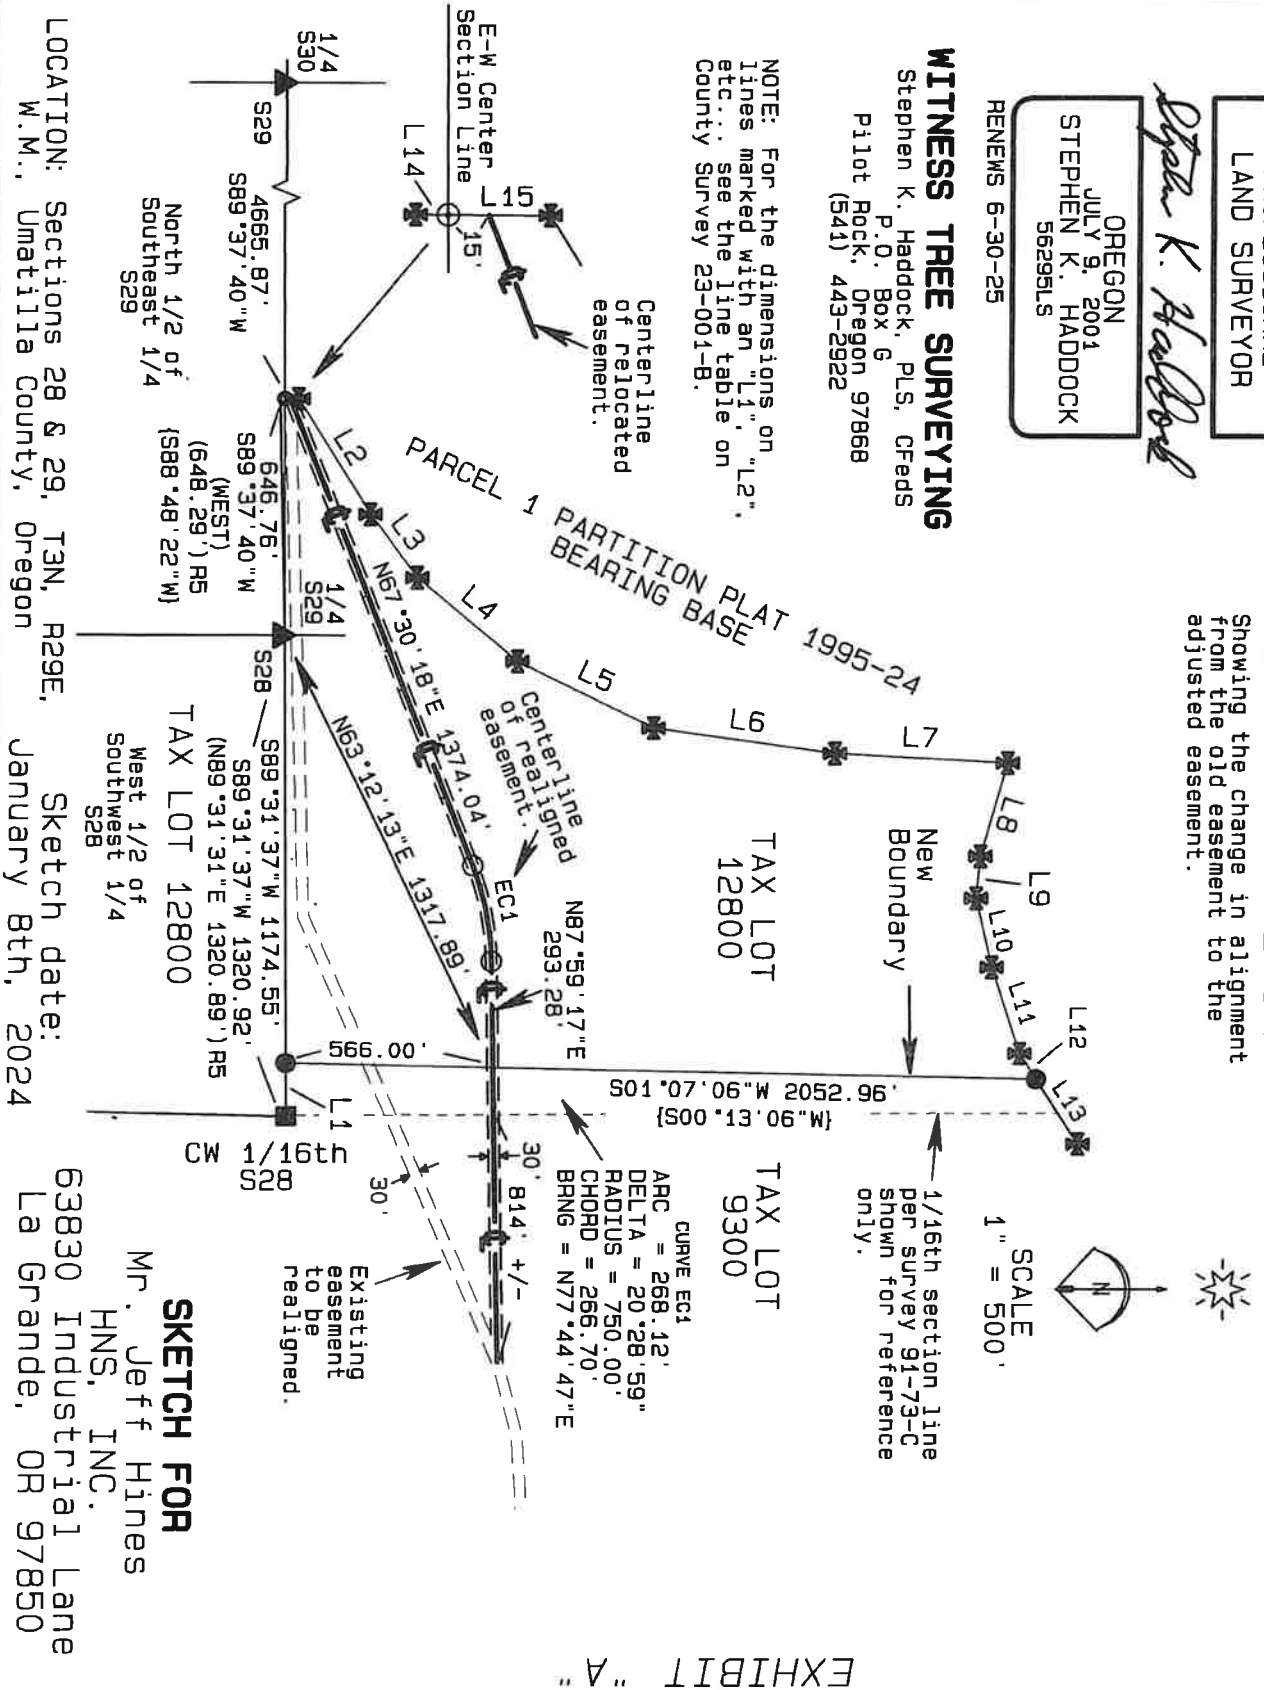 LAND SURVEYOR
Stephen K. Haddock
OREGON
JULY 9, 2001
STEPHEN K. HADDOCK
56295LS
RENEWS 6-30-25
WITNESS TREE SURVEYING
Stephen K. Haddock, PLS, CFedS
P.O. Box G
Pilot Rock, Oregon 97868
(541) 443-2922
NOTE: For the dimensions on
lines marked with an "L1", "L2",
etc... see the line table on
County Survey 23-001-B.
Showing the change in alignment
from the old easement to the
adjusted easement.
SCALE
1" = 500'
N
1/16th section line
per survey 91-73-C
shown for reference
only.
L12
L13
L11
L10
L9
L8
L7
L6
L5
L4
L3
L2
New
Boundary
S01°07'06"W 2052.96'
{S00°13'06"W}
TAX LOT
12800
TAX LOT
9300
PARCEL 1 PARTITION PLAT 1995-24
BEARING BASE
Centerline
of relocated
easement.
E-W Center
Section Line
L15
15'
L14
CURVE EC1
ARC = 268.12'
DELTA = 20°28'59"
RADIUS = 750.00'
CHORD = 266.70'
BRNG = N77°44'47"E
N87°59'17"E
293.28'
EC1
Centerline
of realigned
easement.
N67°30'18"E 1374.04'
N63°12'13"E 1317.89'
566.00'
30'
814' +/-
30'
Existing
easement
to be
realigned.
L1
CW 1/16th
S28
1/4
S30
S29
4665.87'
S89°37'40"W
North 1/2 of
Southeast 1/4
S29
646.76'
S89°37'40"W
(WEST)
(648.29')R5
{S88°48'22"W}
1/4
S29
S28
S89°31'37"W 1174.55'
S89°31'37"W 1320.92'
(N89°31'31"E 1320.89')R5
TAX LOT 12800
West 1/2 of
Southwest 1/4
S28
LOCATION: Sections 28 & 29, T3N, R29E,
W.M., Umatilla County, Oregon
Sketch date:
January 8th, 2024
SKETCH FOR
Mr. Jeff Hines
HNS, INC.
63830 Industrial Lane
La Grande, OR 97850
EXHIBIT "A"